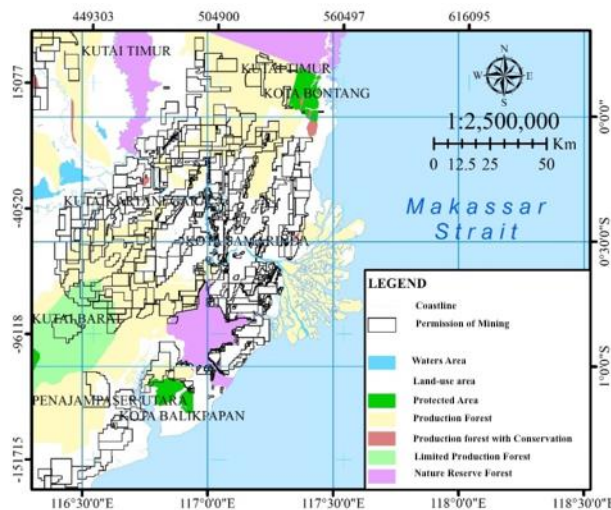 449303 504900 560497 616095
KUTAI TIMUR
KUTAI TIMUR
KOTA BONTANG
N
W E
S
1:2,500,000
Km
0 12.5 25 50
15077
0°0'0"
-40520
KUTAI KARTANEGARA
KOTA SAMARINDA
Makassar
Strait
0°30'0"S
LEGEND
Coastline
Permission of Mining
Waters Area
Land-use area
Protected Area
Production Forest
Production forest with Conservation
Limited Production Forest
Nature Reserve Forest
KUTAI BARAT
-96118
1°0'0"S
PENAJAMPASER UTARA
KOTA BALIKPAPAN
-151715
116°30'0"E 117°0'0"E 117°30'0"E 118°0'0"E 118°30'0"E